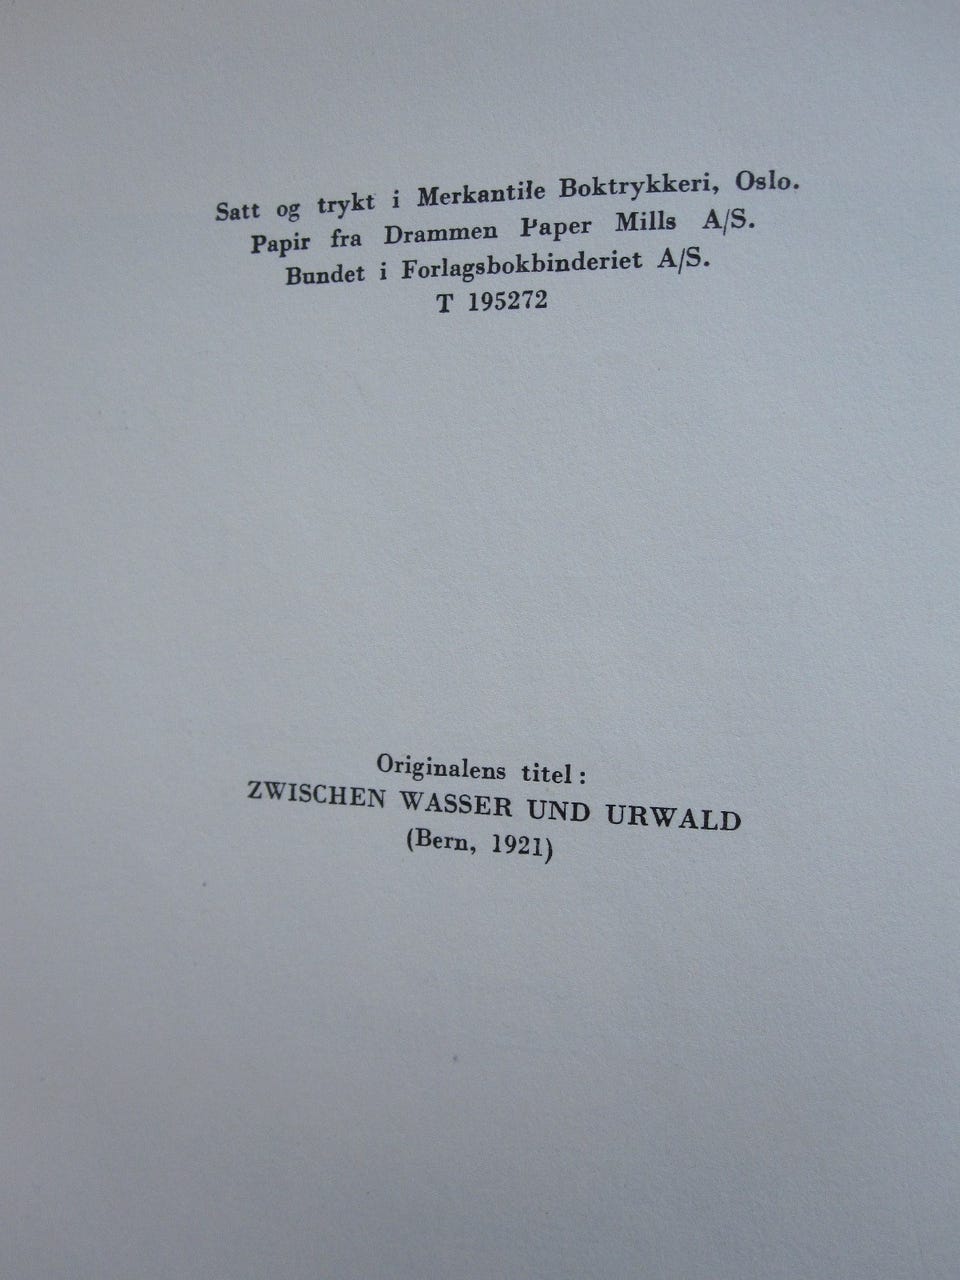 Satt og trykt i Merkantile Boktrykkeri, Oslo.
Papir fra Drammen Paper Mills A/S.
Bundet i Forlagsbokbinderiet A/S.
T 195272
Originalens titel:
ZWISCHEN WASSER UND URWALD
(Bern, 1921)